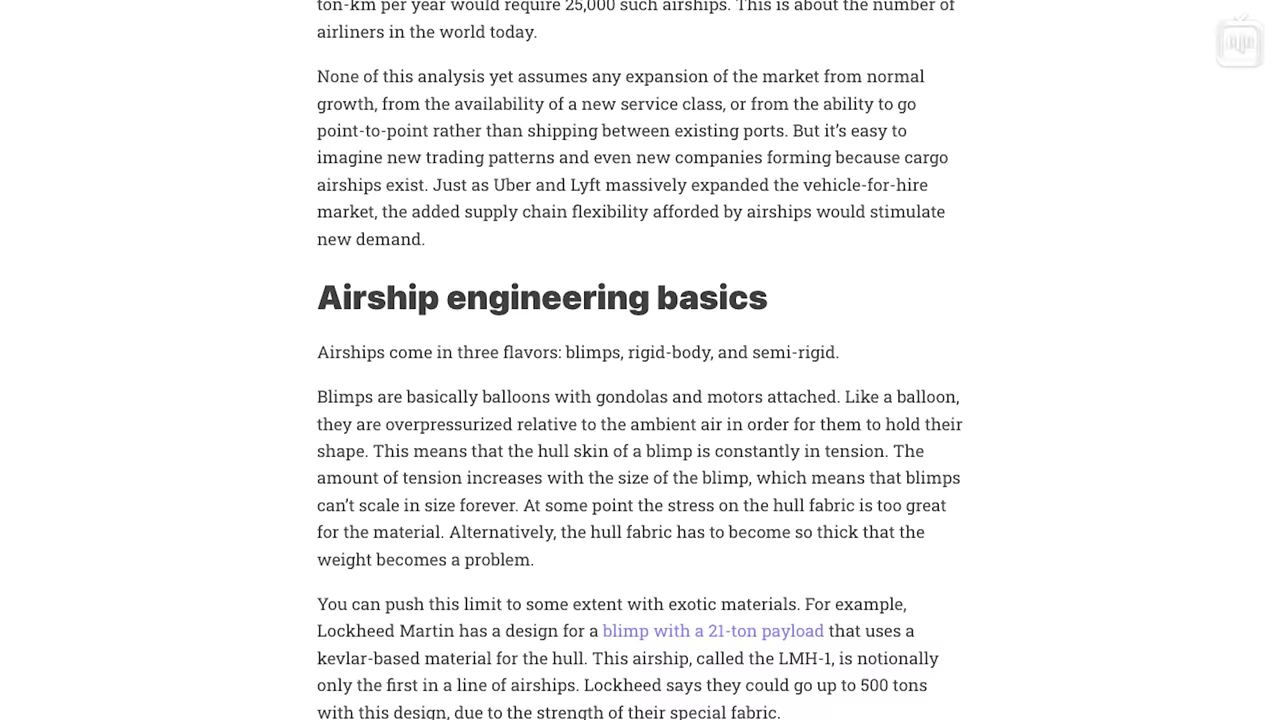 ton-km per year would require 25,000 such airships. This is about the number of
airliners in the world today.
None of this analysis yet assumes any expansion of the market from normal
growth, from the availability of a new service class, or from the ability to go
point-to-point rather than shipping between existing ports. But it’s easy to
imagine new trading patterns and even new companies forming because cargo
airships exist. Just as Uber and Lyft massively expanded the vehicle-for-hire
market, the added supply chain flexibility afforded by airships would stimulate
new demand.
Airship engineering basics
Airships come in three flavors: blimps, rigid-body, and semi-rigid.
Blimps are basically balloons with gondolas and motors attached. Like a balloon,
they are overpressurized relative to the ambient air in order for them to hold their
shape. This means that the hull skin of a blimp is constantly in tension. The
amount of tension increases with the size of the blimp, which means that blimps
can’t scale in size forever. At some point the stress on the hull fabric is too great
for the material. Alternatively, the hull fabric has to become so thick that the
weight becomes a problem.
You can push this limit to some extent with exotic materials. For example,
Lockheed Martin has a design for a blimp with a 21-ton payload that uses a
kevlar-based material for the hull. This airship, called the LMH-1, is notionally
only the first in a line of airships. Lockheed says they could go up to 500 tons
with this design, due to the strength of their special fabric.